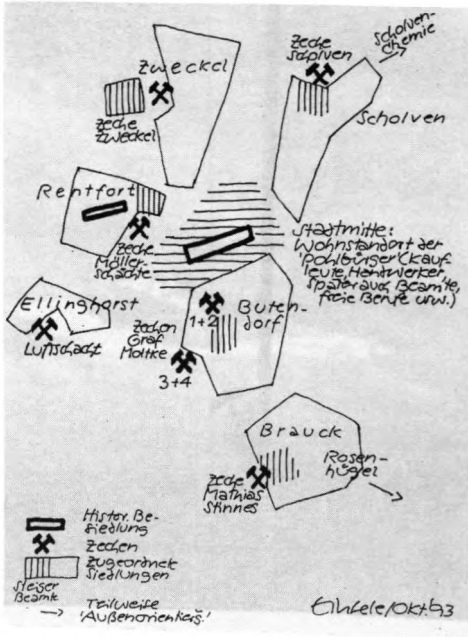 Zweckel
Zeche
Zweckel
Zeche
Scholven
Scholven-
Chemie
Scholven
Rentfort
Zeche
Möller-
schächte
Stadtmitte:
Wohnstandort der
'Pohlbürger' (Kauf
leute, Handwerker,
später auch Beamte,
freie Berufe usw.)
Ellinghorst
Luftschacht
Zechen
Graf
Moltke
1+2
3+4
Buten-
dorf
Brauck
Zeche
Mathias
Stinnes
Rosen-
hügel
Histor. Be-
siedlung
Zechen
Zugeordnete
Siedlungen
Steiger
Beamte
→ Teilweise
'Außenorientierg.'
/Okt. 93